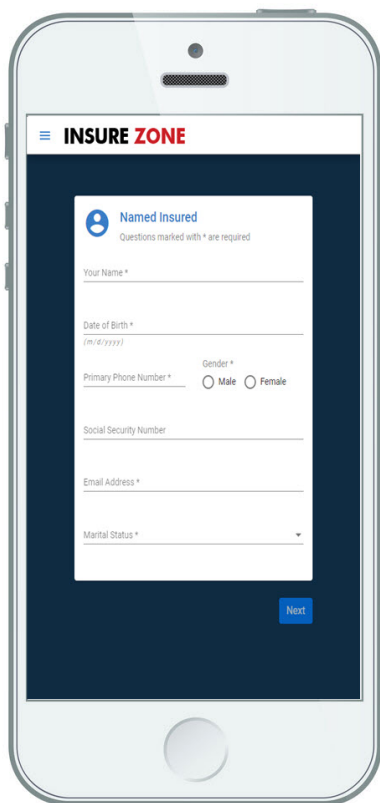 INSURE ZONE
Named Insured
Questions marked with * are required
Your Name *
Date of Birth *
(m/d/yyyy)
Gender *
Primary Phone Number *
Male Female
Social Security Number
Email Address *
Marital Status *
Next